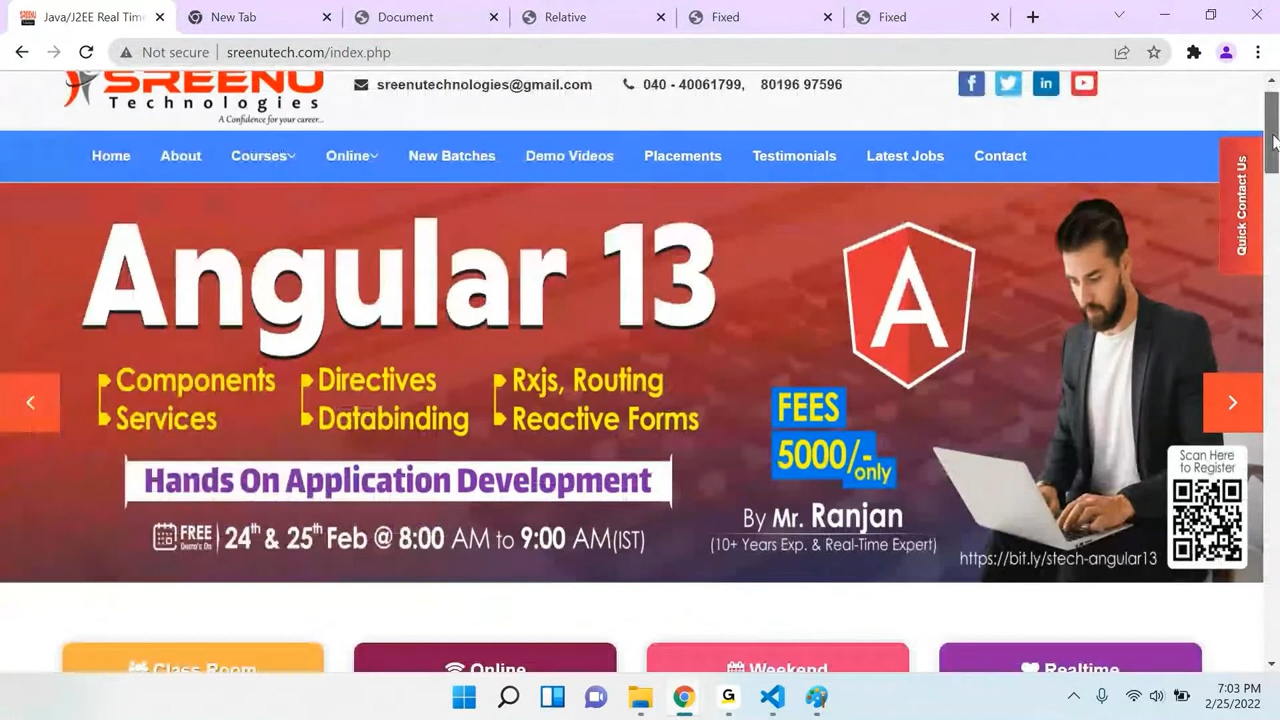 Java/J2EE Real Tim
New Tab
Document
Relative
Fixed
Fixed
Not secure
sreenutech.com/index.php
SREENU
Technologies
A Confidence for your career...
sreenutechnologies@gmail.com
040 - 40061799, 80196 97596
Home
About
Courses
Online
New Batches
Demo Videos
Placements
Testimonials
Latest Jobs
Contact
Quick Contact Us
Angular 13
Components
Directives
Rxjs, Routing
Services
Databinding
Reactive Forms
FEES
5000/-only
Hands On Application Development
FREE Demo's On
24th & 25th Feb @ 8:00 AM to 9:00 AM(IST)
By Mr. Ranjan
(10+ Years Exp. & Real-Time Expert)
Scan Here
to Register
https://bit.ly/stech-angular13
Class Room
Online
Weekend
Realtime
7:03 PM
2/25/2022